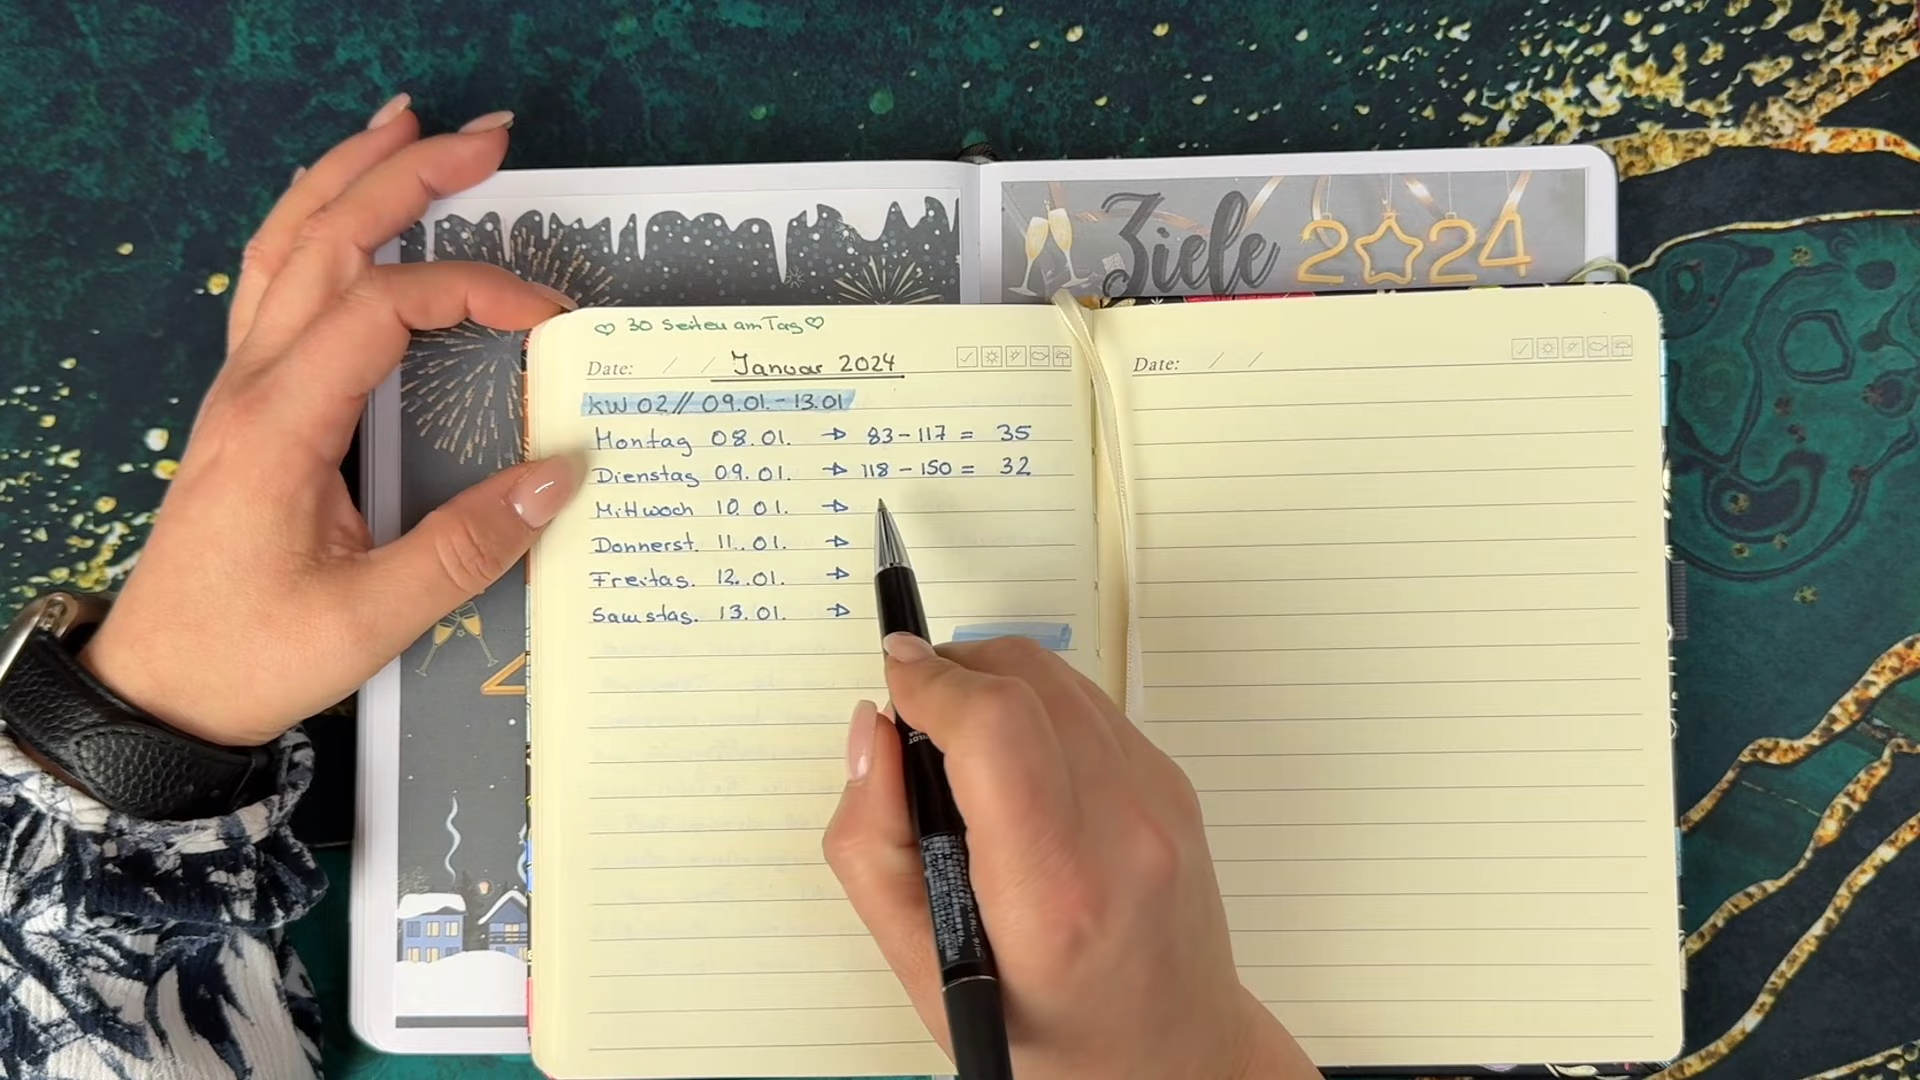 Ziele 2024
♡ 30 Seiten am Tag ♡
Date: / / Januar 2024
KW 02 // 09.01. - 13.01
Montag 08.01. → 83 - 117 = 35
Dienstag 09.01. → 118 - 150 = 32
Mittwoch 10.01. →
Donnerst. 11..01. →
Freitag. 12..01. →
Samstag. 13.01. →
Date: / /